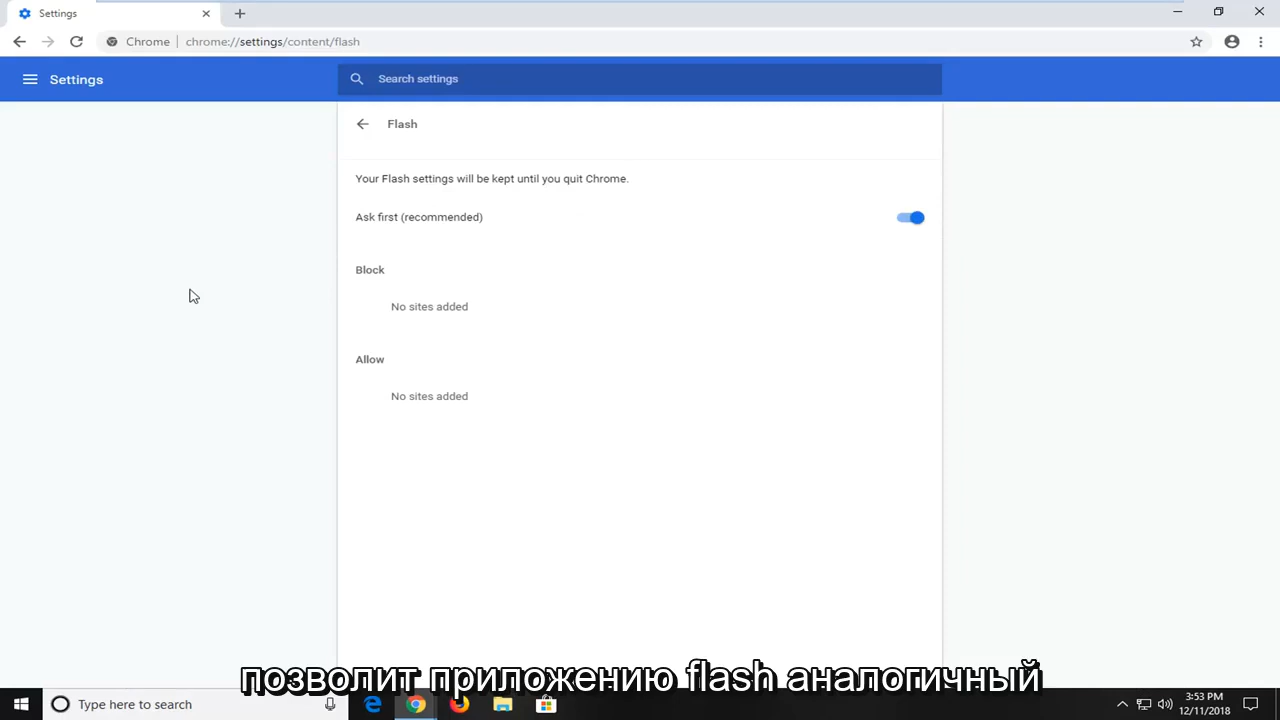 Settings
Chrome | chrome://settings/content/flash
Settings
Search settings
Flash
Your Flash settings will be kept until you quit Chrome.
Ask first (recommended)
Block
No sites added
Allow
No sites added
позволит приложению flash аналогичный
Type here to search
3:53 PM
12/11/2018